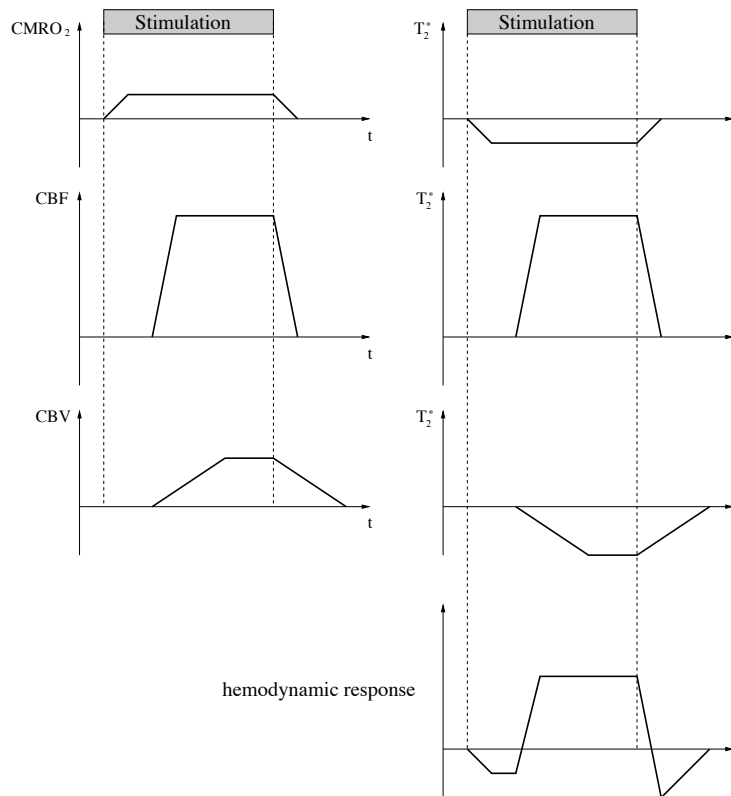 Stimulation
Stimulation
CMRO₂
T₂*
t
CBF
T₂*
t
CBV
T₂*
t
hemodynamic response